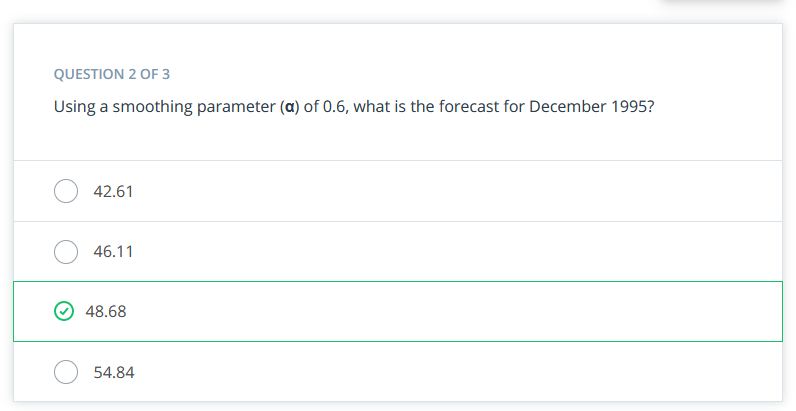 QUESTION 2 OF 3
Using a smoothing parameter (α) of 0.6, what is the forecast for December 1995?
42.61
46.11
48.68
54.84